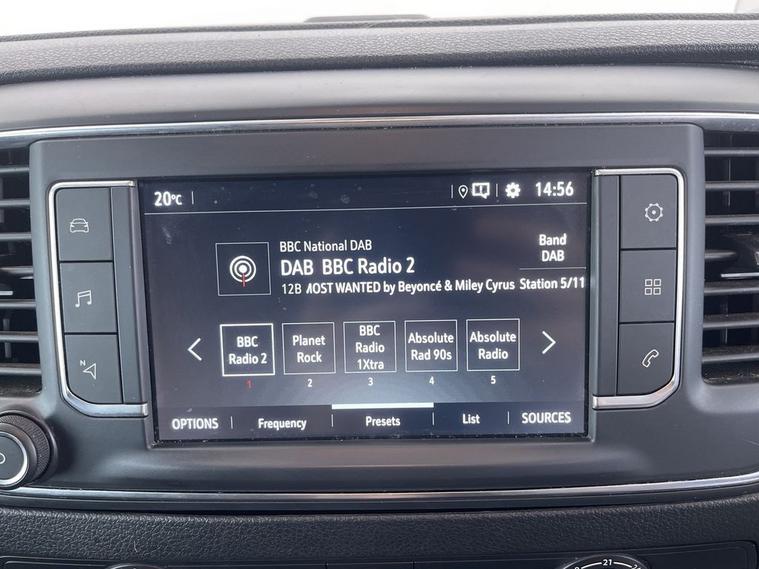 20°C
14:56
BBC National DAB
DAB BBC Radio 2
12B MOST WANTED by Beyoncé & Miley Cyrus
Band
DAB
Station 5/11
BBC
Radio 2
1
Planet
Rock
2
BBC
Radio
1Xtra
3
Absolute
Rad 90s
4
Absolute
Radio
5
OPTIONS
Frequency
Presets
List
SOURCES
N
21